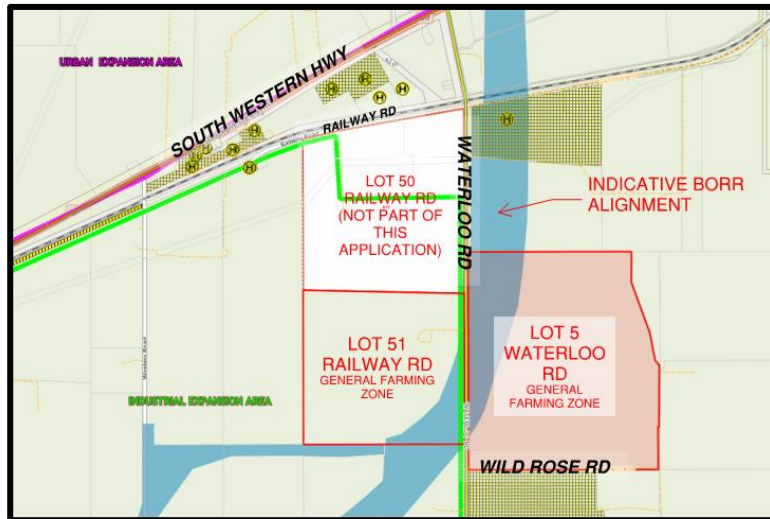 URBAN EXPANSION AREA
SOUTH WESTERN HWY
H
H
H
H
H
H
H
H
H
H
RAILWAY RD
WATERLOO RD
LOT 50
RAILWAY RD
(NOT PART OF
THIS
APPLICATION)
INDICATIVE BORR
ALIGNMENT
LOT 51
RAILWAY RD
GENERAL FARMING
ZONE
LOT 5
WATERLOO
RD
GENERAL
FARMING ZONE
INDUSTRIAL EXPANSION AREA
WILD ROSE RD